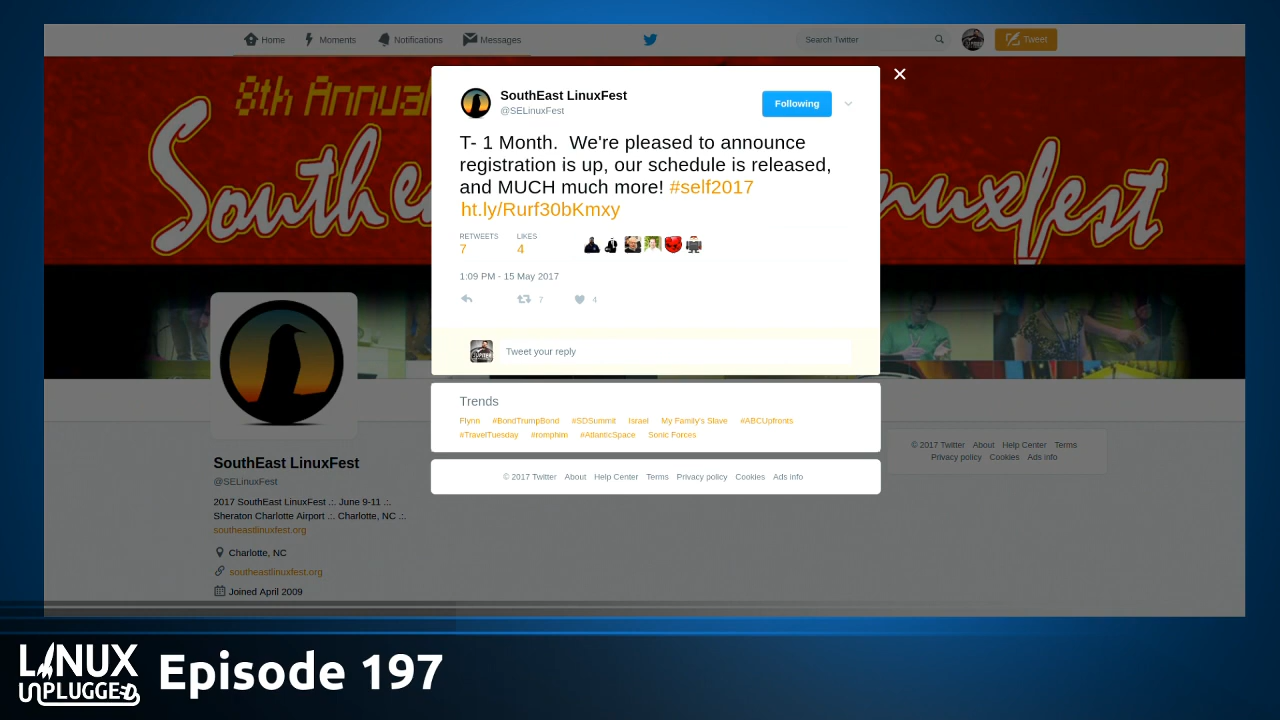 Home Moments Notifications Messages Search Twitter Tweet
8th Annual
SouthEast LinuxFest
@SELinuxFest
Following
T- 1 Month. We're pleased to announce
registration is up, our schedule is released,
and MUCH much more! #self2017
ht.ly/Rurf30bKmxy
RETWEETS LIKES
7 4
1:09 PM - 15 May 2017
7 4
Tweet your reply
Trends
Flynn #BondTrumpBond #SDSummit Israel My Family's Slave #ABCUpfronts
#TravelTuesday #romphim #AtlanticSpace Sonic Forces
© 2017 Twitter About Help Center Terms Privacy policy Cookies Ads info
SouthEast LinuxFest
@SELinuxFest
2017 SouthEast LinuxFest .:. June 9-11 .:.
Sheraton Charlotte Airport .:. Charlotte, NC .:.
southeastlinuxfest.org
Charlotte, NC
southeastlinuxfest.org
Joined April 2009
© 2017 Twitter About Help Center Terms
Privacy policy Cookies Ads info
LINUX
UNPLUGGED
Episode 197